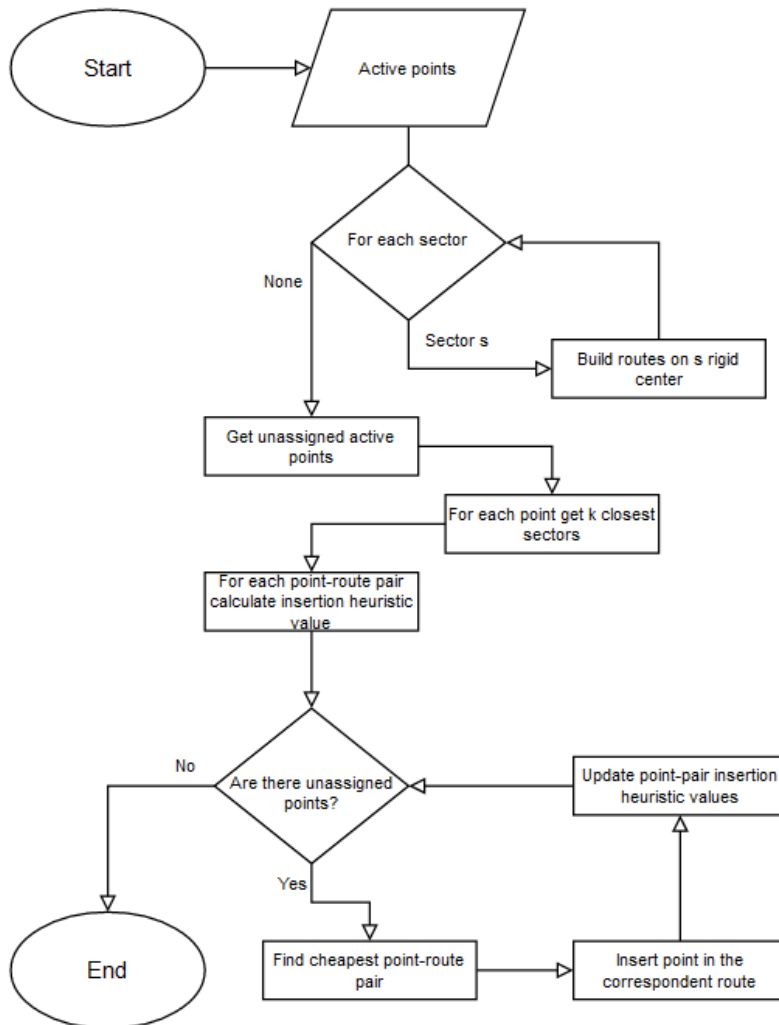 Start
Active points
For each sector
None
Sector s
Build routes on s rigid
center
Get unassigned active
points
For each point get k closest
sectors
For each point-route pair
calculate insertion heuristic
value
No
Are there unassigned
points?
Update point-pair insertion
heuristic values
Yes
End
Find cheapest point-route
pair
Insert point in the
correspondent route